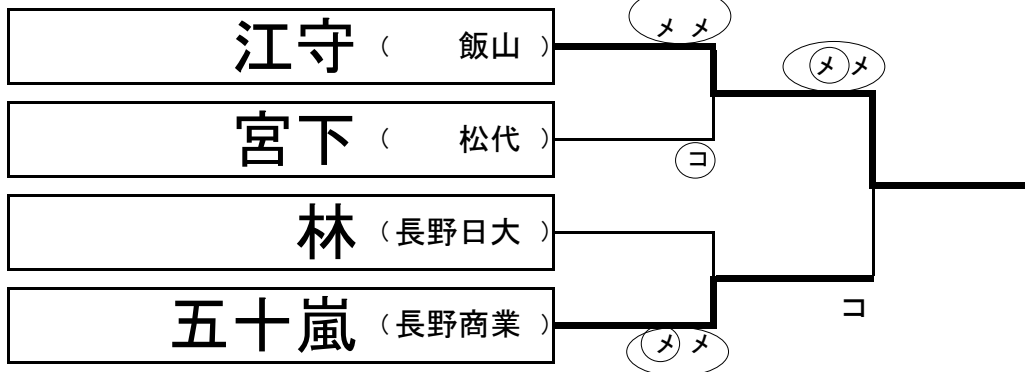 メ メ
江守 （ 飯山 ）
メ メ
宮下 （ 松代 ）
コ
林 （長野日大 ）
五十嵐 （長野商業 ）
コ
メ メ